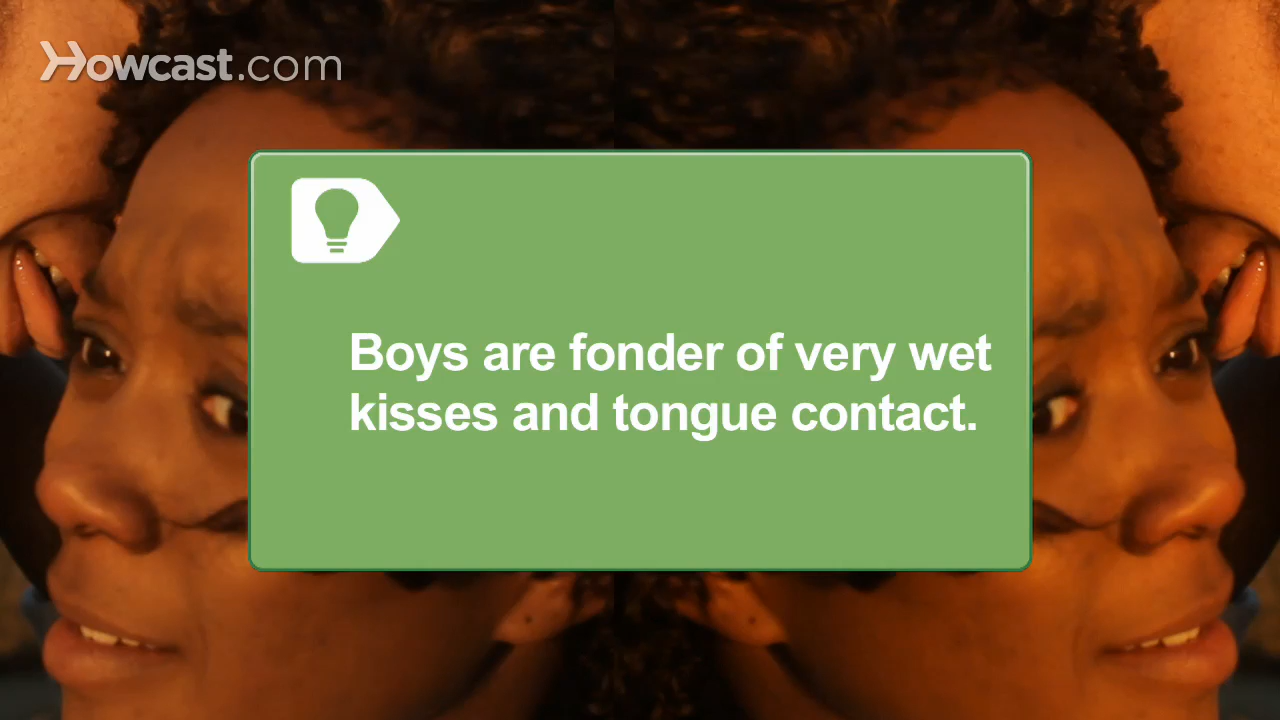 Howcast.com
Boys are fonder of very wet
kisses and tongue contact.